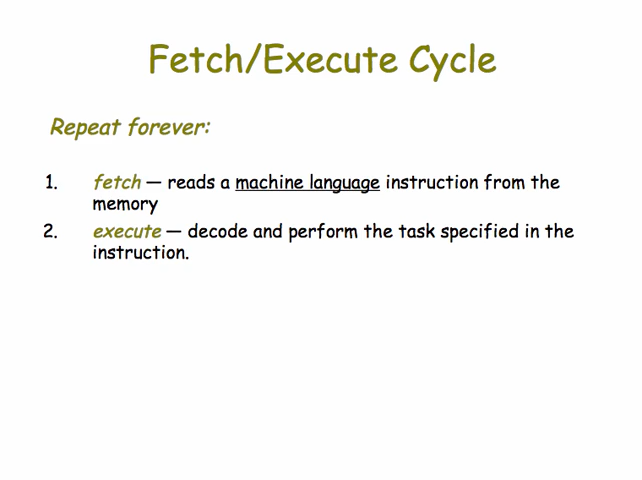 Fetch/Execute Cycle
Repeat forever:
1. fetch — reads a machine language instruction from the
memory
2. execute — decode and perform the task specified in the
instruction.